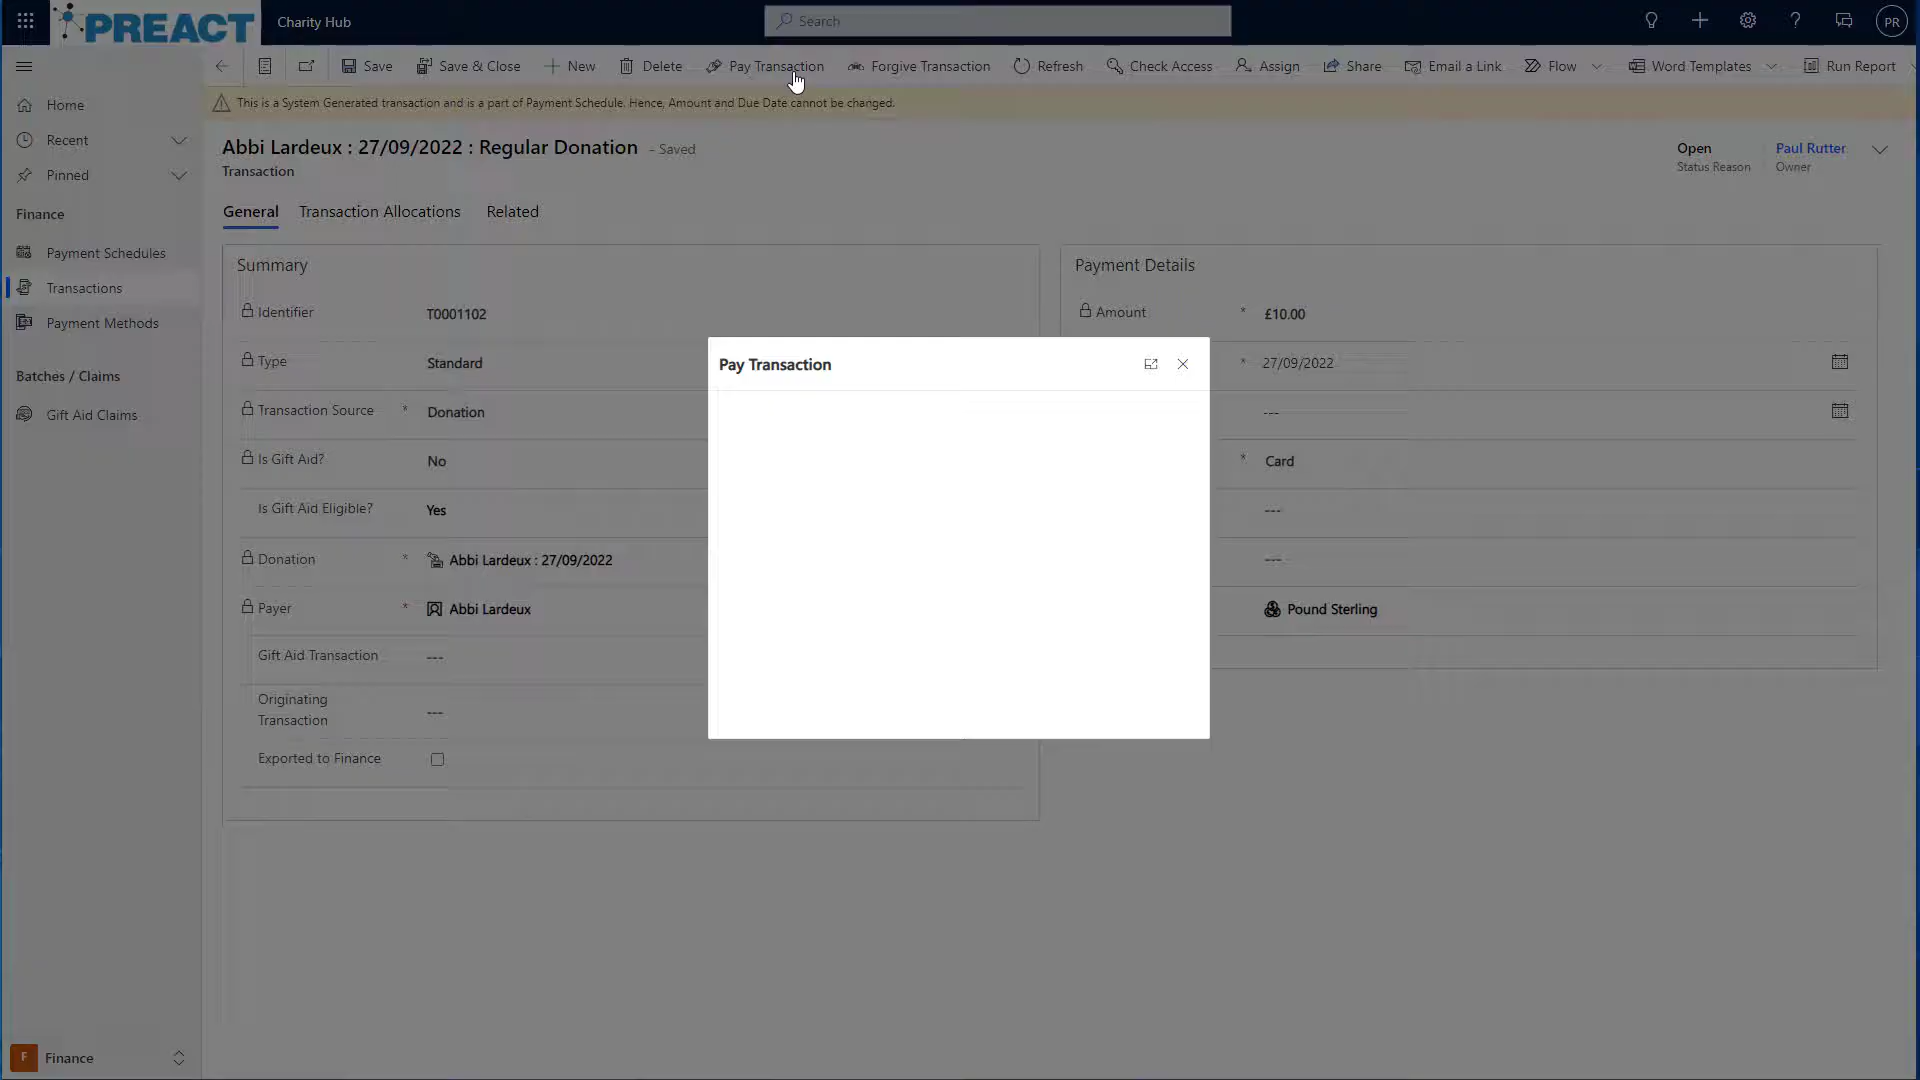 PREACT
Charity Hub
Search
PR
Save
Save & Close
New
Delete
Pay Transaction
Forgive Transaction
Refresh
Check Access
Assign
Share
Email a Link
Flow
Word Templates
Run Report
This is a System Generated transaction and is a part of Payment Schedule. Hence, Amount and Due Date cannot be changed.
Home
Recent
Pinned
Finance
Payment Schedules
Transactions
Payment Methods
Batches / Claims
Gift Aid Claims
F
Finance
Abbi Lardeux : 27/09/2022 : Regular Donation - Saved
Transaction
Open
Status Reason
Paul Rutter
Owner
General
Transaction Allocations
Related
Summary
Identifier
T0001102
Type
Standard
Transaction Source *
Donation
Is Gift Aid?
No
Is Gift Aid Eligible?
Yes
Donation *
Abbi Lardeux : 27/09/2022
Payer *
Abbi Lardeux
Gift Aid Transaction
---
Originating
Transaction
---
Exported to Finance
Pay Transaction
Payment Details
Amount *
£10.00
* 27/09/2022
---
* Card
---
---
Pound Sterling